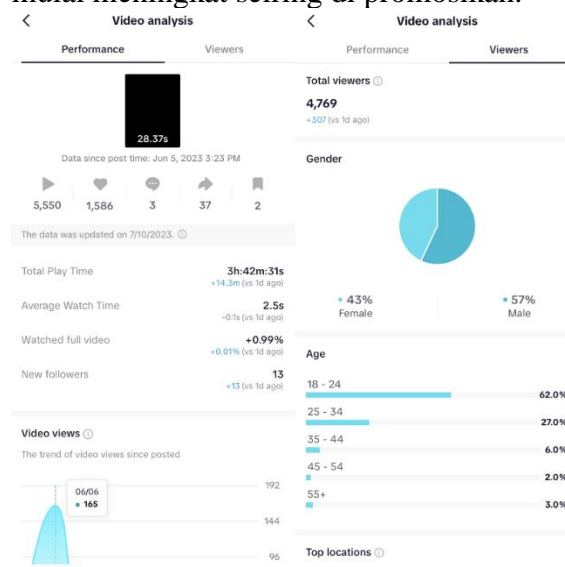 mulai meningkat seiring di promosikan.
Video analysis
Performance
Viewers
28.37s
Data since post time: Jun 5, 2023 3:23 PM
5,550
1,586
3
37
2
The data was updated on 7/10/2023.
Total Play Time
3h:42m:31s
+14.3m (vs 1d ago)
Average Watch Time
2.5s
-0.1s (vs 1d ago)
Watched full video
+0.99%
+0.01% (vs 1d ago)
New followers
13
+13 (vs 1d ago)
Video views
The trend of video views since posted
06/06
165
192
144
96
Video analysis
Performance
Viewers
Total viewers
4,769
+307 (vs 1d ago)
Gender
43%
Female
57%
Male
Age
18 - 24
62.0%
25 - 34
27.0%
35 - 44
6.0%
45 - 54
2.0%
55+
3.0%
Top locations